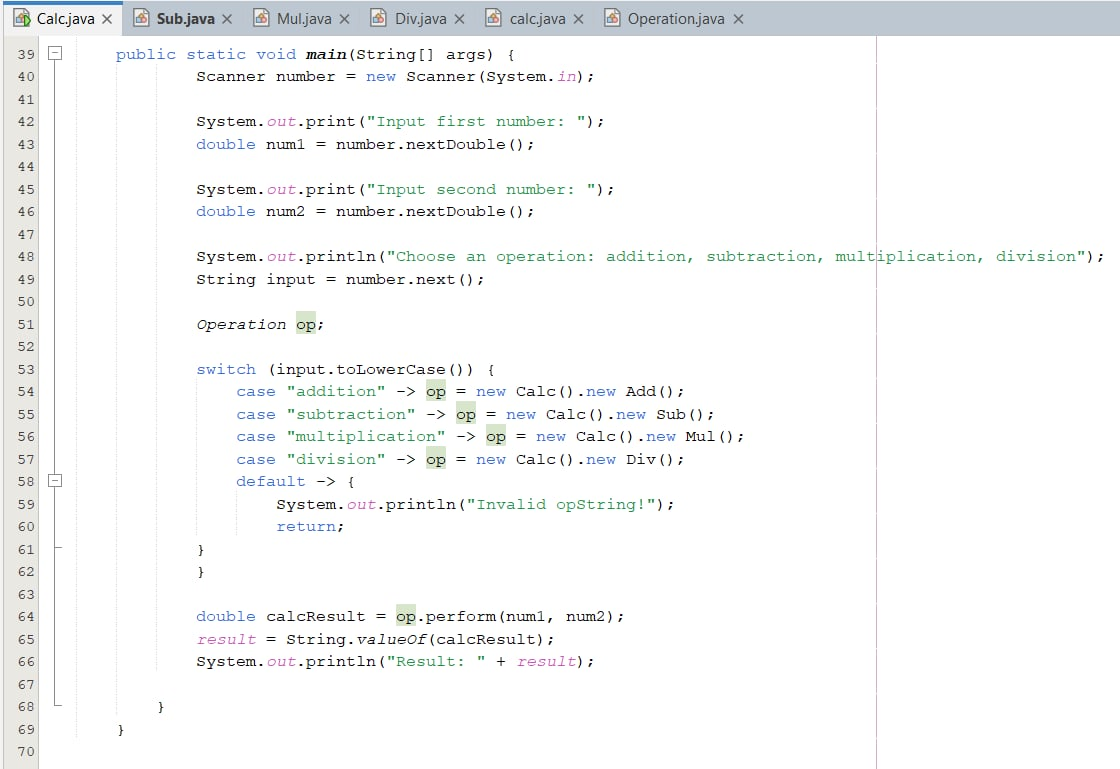 Calc.java Sub.java Mul.java Div.java calc.java Operation.java
39 public static void main(String[] args) {
40 Scanner number = new Scanner(System.in);
41
42 System.out.print("Input first number: ");
43 double num1 = number.nextDouble();
44
45 System.out.print("Input second number: ");
46 double num2 = number.nextDouble();
47
48 System.out.println("Choose an operation: addition, subtraction, multiplication, division");
49 String input = number.next();
50
51 Operation op;
52
53 switch (input.toLowerCase()) {
54 case "addition" -> op = new Calc().new Add();
55 case "subtraction" -> op = new Calc().new Sub();
56 case "multiplication" -> op = new Calc().new Mul();
57 case "division" -> op = new Calc().new Div();
58 default -> {
59 System.out.println("Invalid opString!");
60 return;
61 }
62 }
63
64 double calcResult = op.perform(num1, num2);
65 result = String.valueOf(calcResult);
66 System.out.println("Result: " + result);
67
68 }
69 }
70